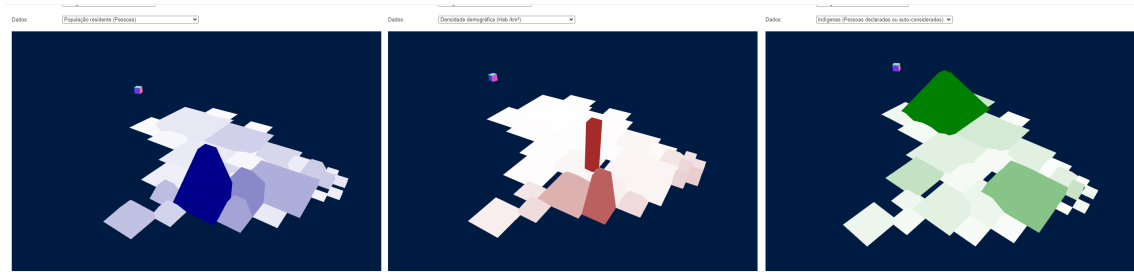 Dados: População residente (Pessoas)
Dados: Densidade demográfica (Hab./km²)
Dados: Indígenas (Pessoas declaradas ou auto-consideradas)